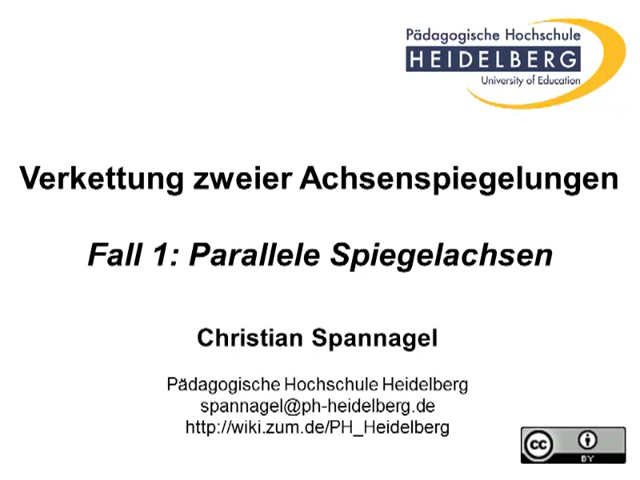 Pädagogische Hochschule
HEIDELBERG
University of Education
Verkettung zweier Achsenspiegelungen
Fall 1: Parallele Spiegelachsen
Christian Spannagel
Pädagogische Hochschule Heidelberg
spannagel@ph-heidelberg.de
http://wiki.zum.de/PH_Heidelberg
cc
BY